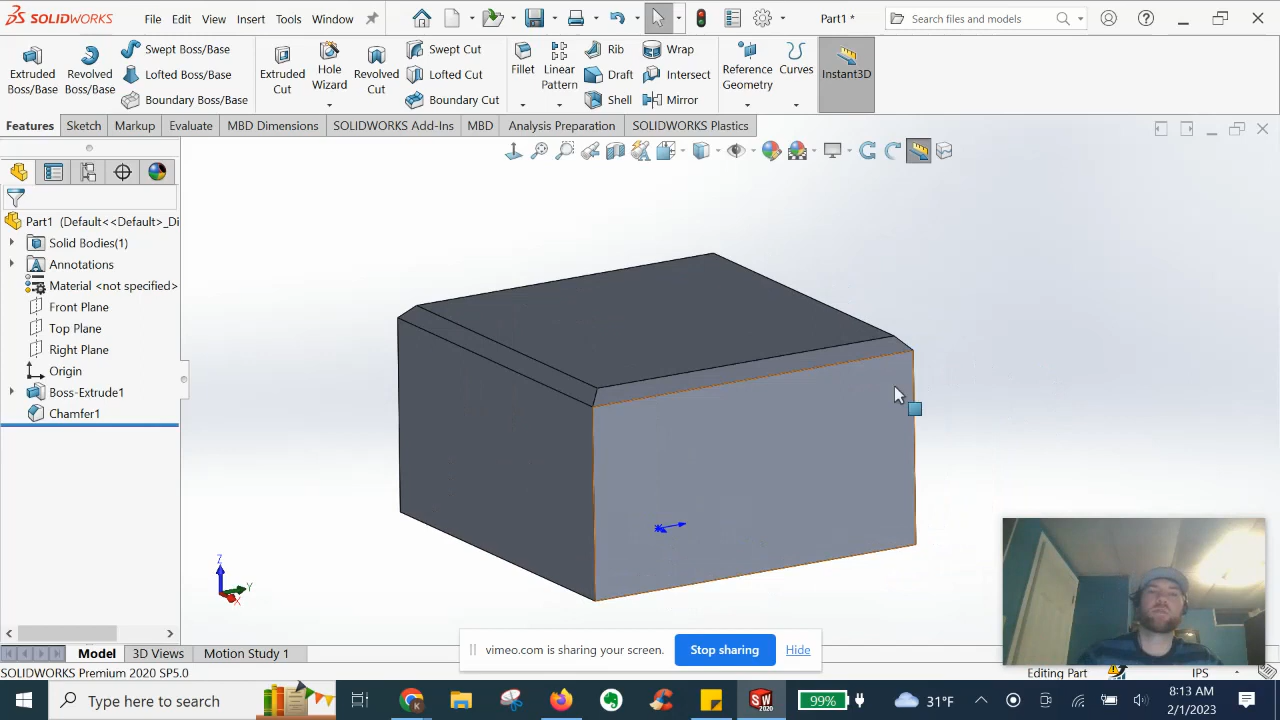 SOLIDWORKS File Edit View Insert Tools Window Part1 * Search files and models
Extruded Boss/Base
Revolved Boss/Base
Swept Boss/Base
Lofted Boss/Base
Boundary Boss/Base
Extruded Cut
Hole Wizard
Revolved Cut
Swept Cut
Lofted Cut
Boundary Cut
Fillet
Linear Pattern
Rib
Draft
Shell
Wrap
Intersect
Mirror
Reference Geometry
Curves
Instant3D
Features Sketch Markup Evaluate MBD Dimensions SOLIDWORKS Add-Ins MBD Analysis Preparation SOLIDWORKS Plastics
Part1 (Default<<Default>_Di
Solid Bodies(1)
Annotations
Material <not specified>
Front Plane
Top Plane
Right Plane
Origin
Boss-Extrude1
Chamfer1
Z
Y
X
vimeo.com is sharing your screen. Stop sharing Hide
Model 3D Views Motion Study 1
SOLIDWORKS Premium 2020 SP5.0 Editing Part IPS
Type here to search 99% 31°F 8:13 AM
2/1/2023